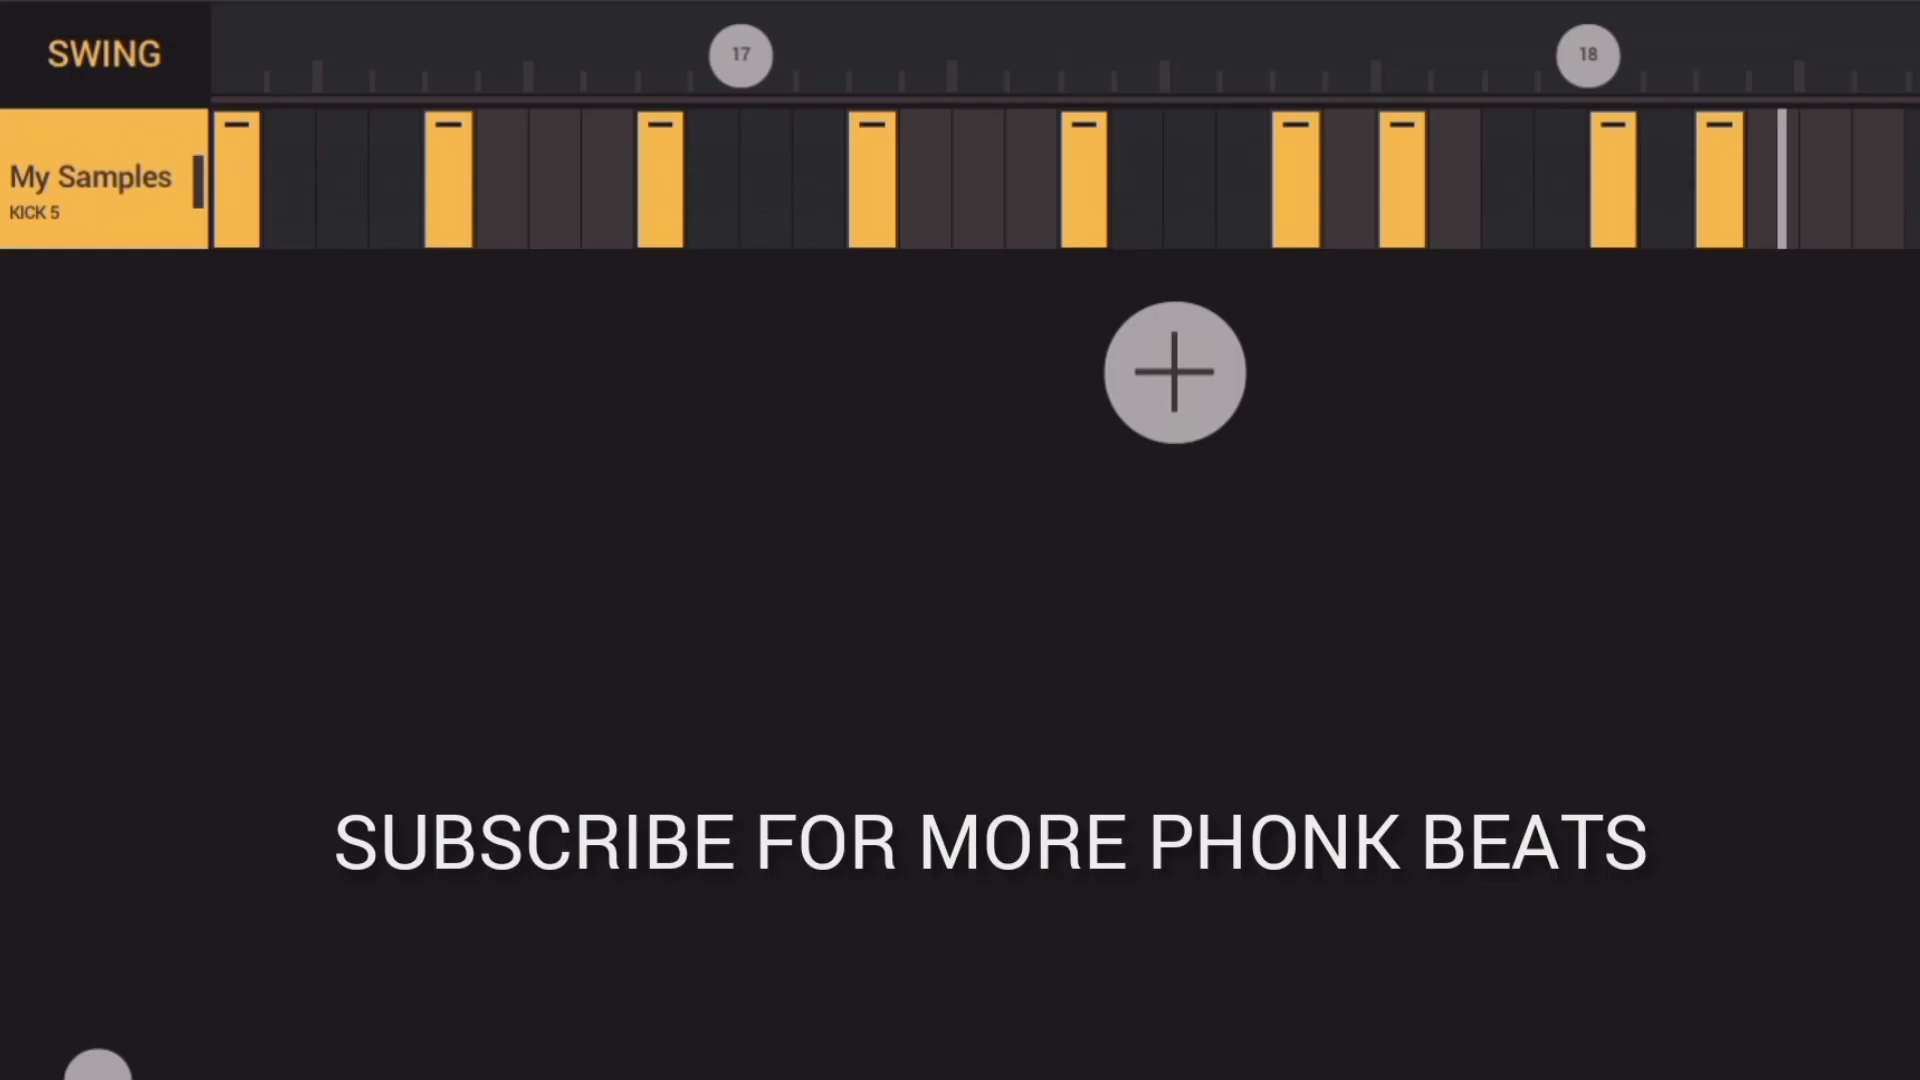 SWING
17
18
My Samples
KICK 5
SUBSCRIBE FOR MORE PHONK BEATS